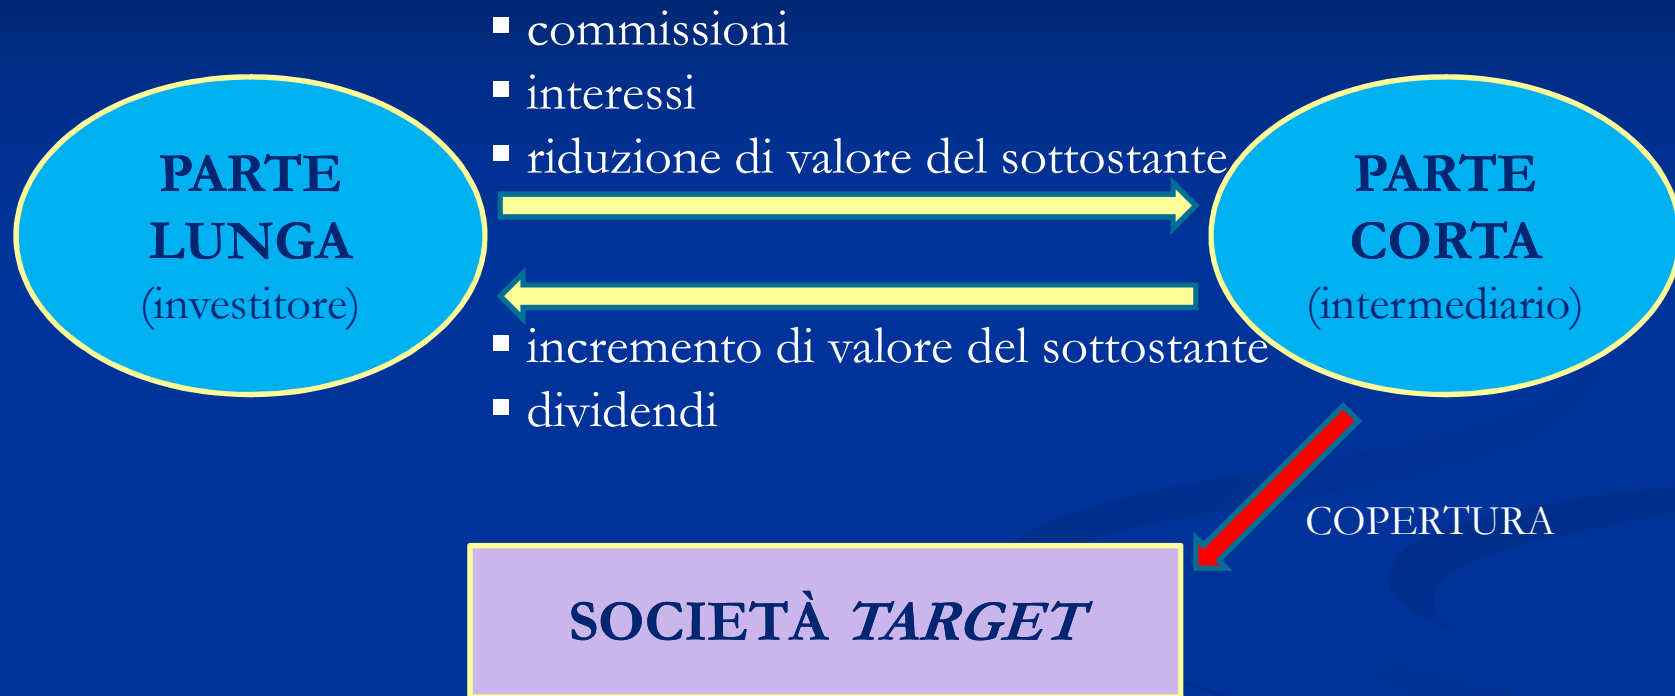 ▪ commissioni
▪ interessi
▪ riduzione di valore del sottostante
PARTE
LUNGA
(investitore)
PARTE
CORTA
(intermediario)
▪ incremento di valore del sottostante
▪ dividendi
COPERTURA
SOCIETÀ TARGET